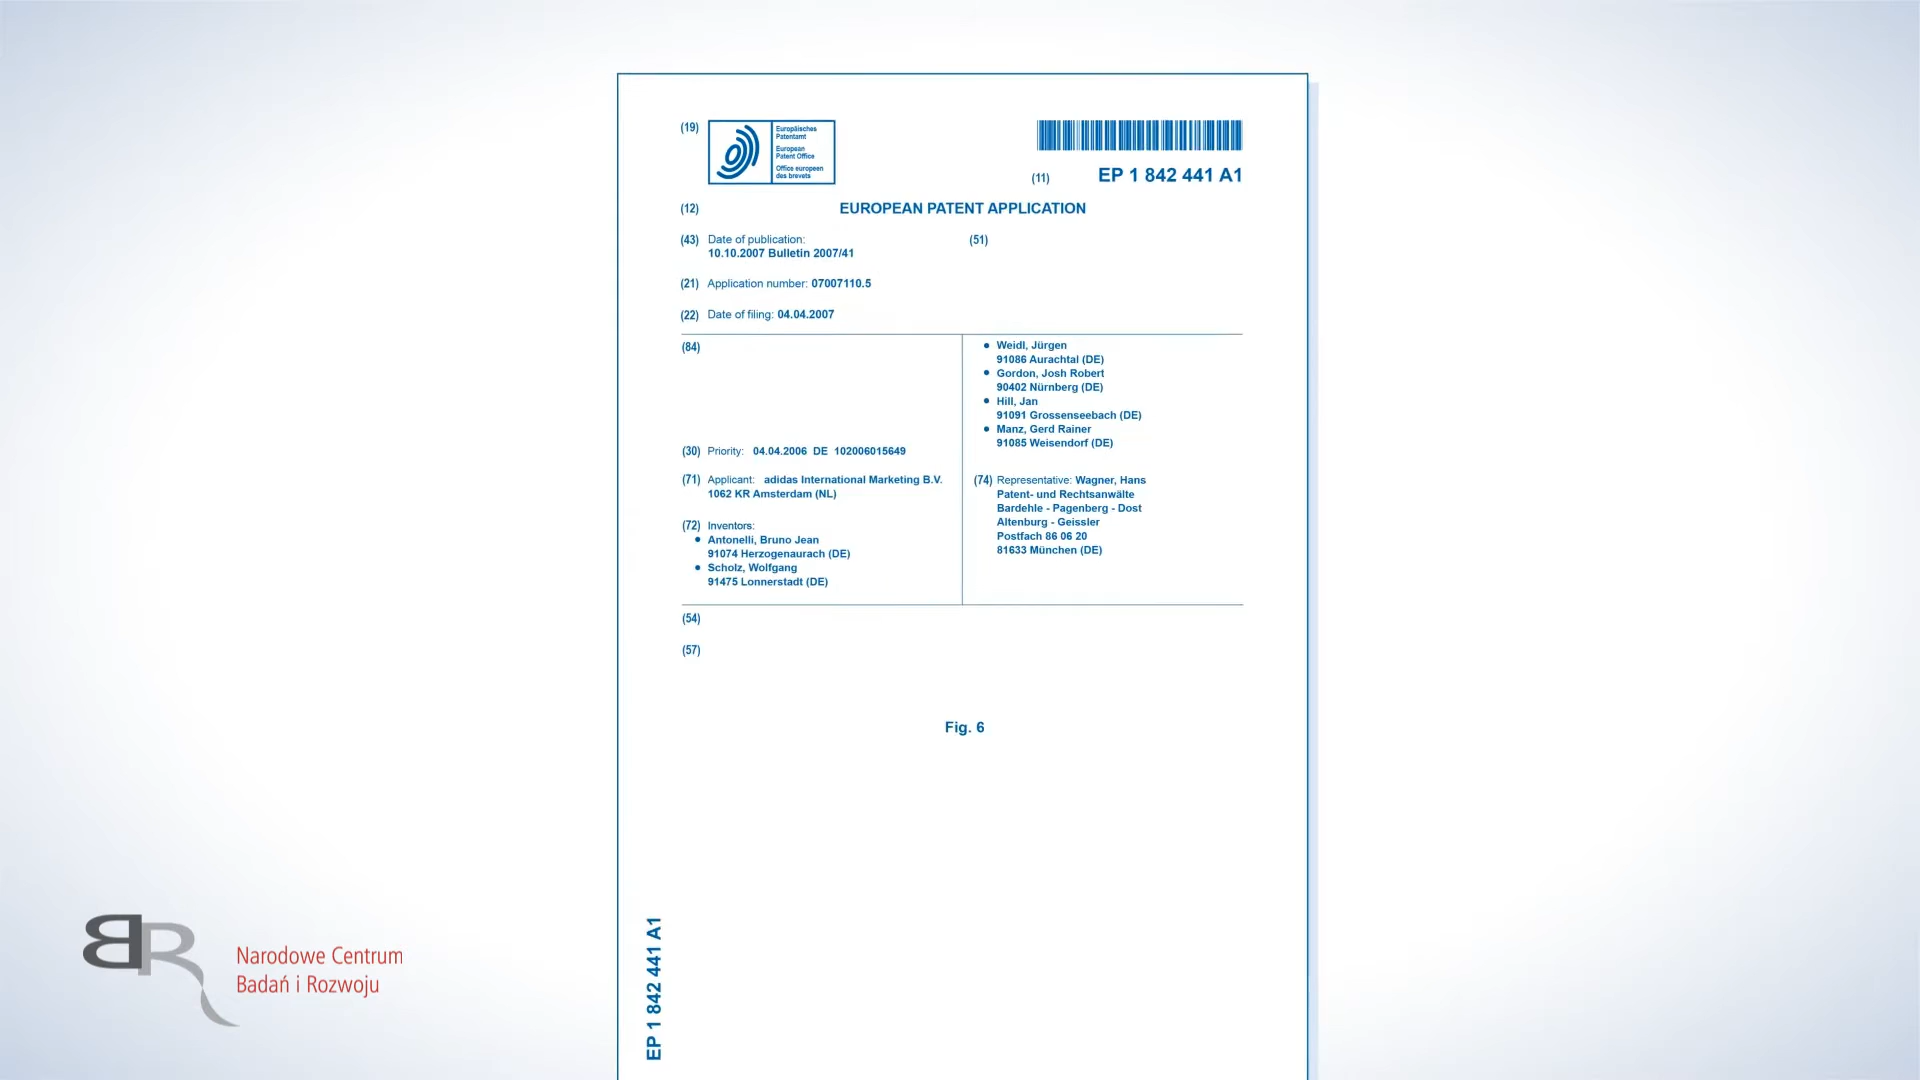 (19)
Europäisches
Patentamt
European
Patent Office
Office europeen
des brevets
(11) EP 1 842 441 A1
(12) EUROPEAN PATENT APPLICATION
(43) Date of publication:
10.10.2007 Bulletin 2007/41
(51)
(21) Application number: 07007110.5
(22) Date of filing: 04.04.2007
(84)
(30) Priority: 04.04.2006 DE 102006015649
(71) Applicant: adidas International Marketing B.V.
1062 KR Amsterdam (NL)
(72) Inventors:
• Antonelli, Bruno Jean
91074 Herzogenaurach (DE)
• Scholz, Wolfgang
91475 Lonnerstadt (DE)
• Weidl, Jürgen
91086 Aurachtal (DE)
• Gordon, Josh Robert
90402 Nürnberg (DE)
• Hill, Jan
91091 Grossenseebach (DE)
• Manz, Gerd Rainer
91085 Weisendorf (DE)
(74) Representative: Wagner, Hans
Patent- und Rechtsanwälte
Bardehle - Pagenberg - Dost
Altenburg - Geissler
Postfach 86 06 20
81633 München (DE)
(54)
(57)
Fig. 6
EP 1 842 441 A1
BR
Narodowe Centrum
Badań i Rozwoju